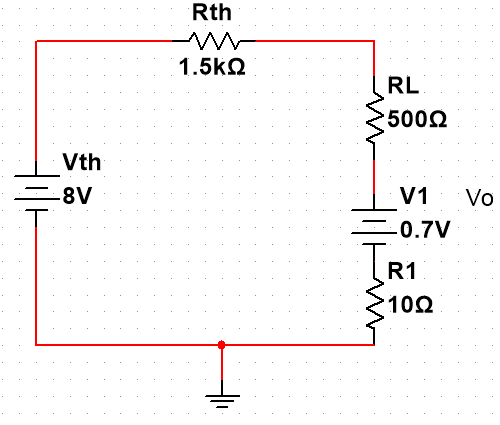 Rth
1.5kΩ
RL
500Ω
Vth
8V
V1
0.7V
Vo
R1
10Ω